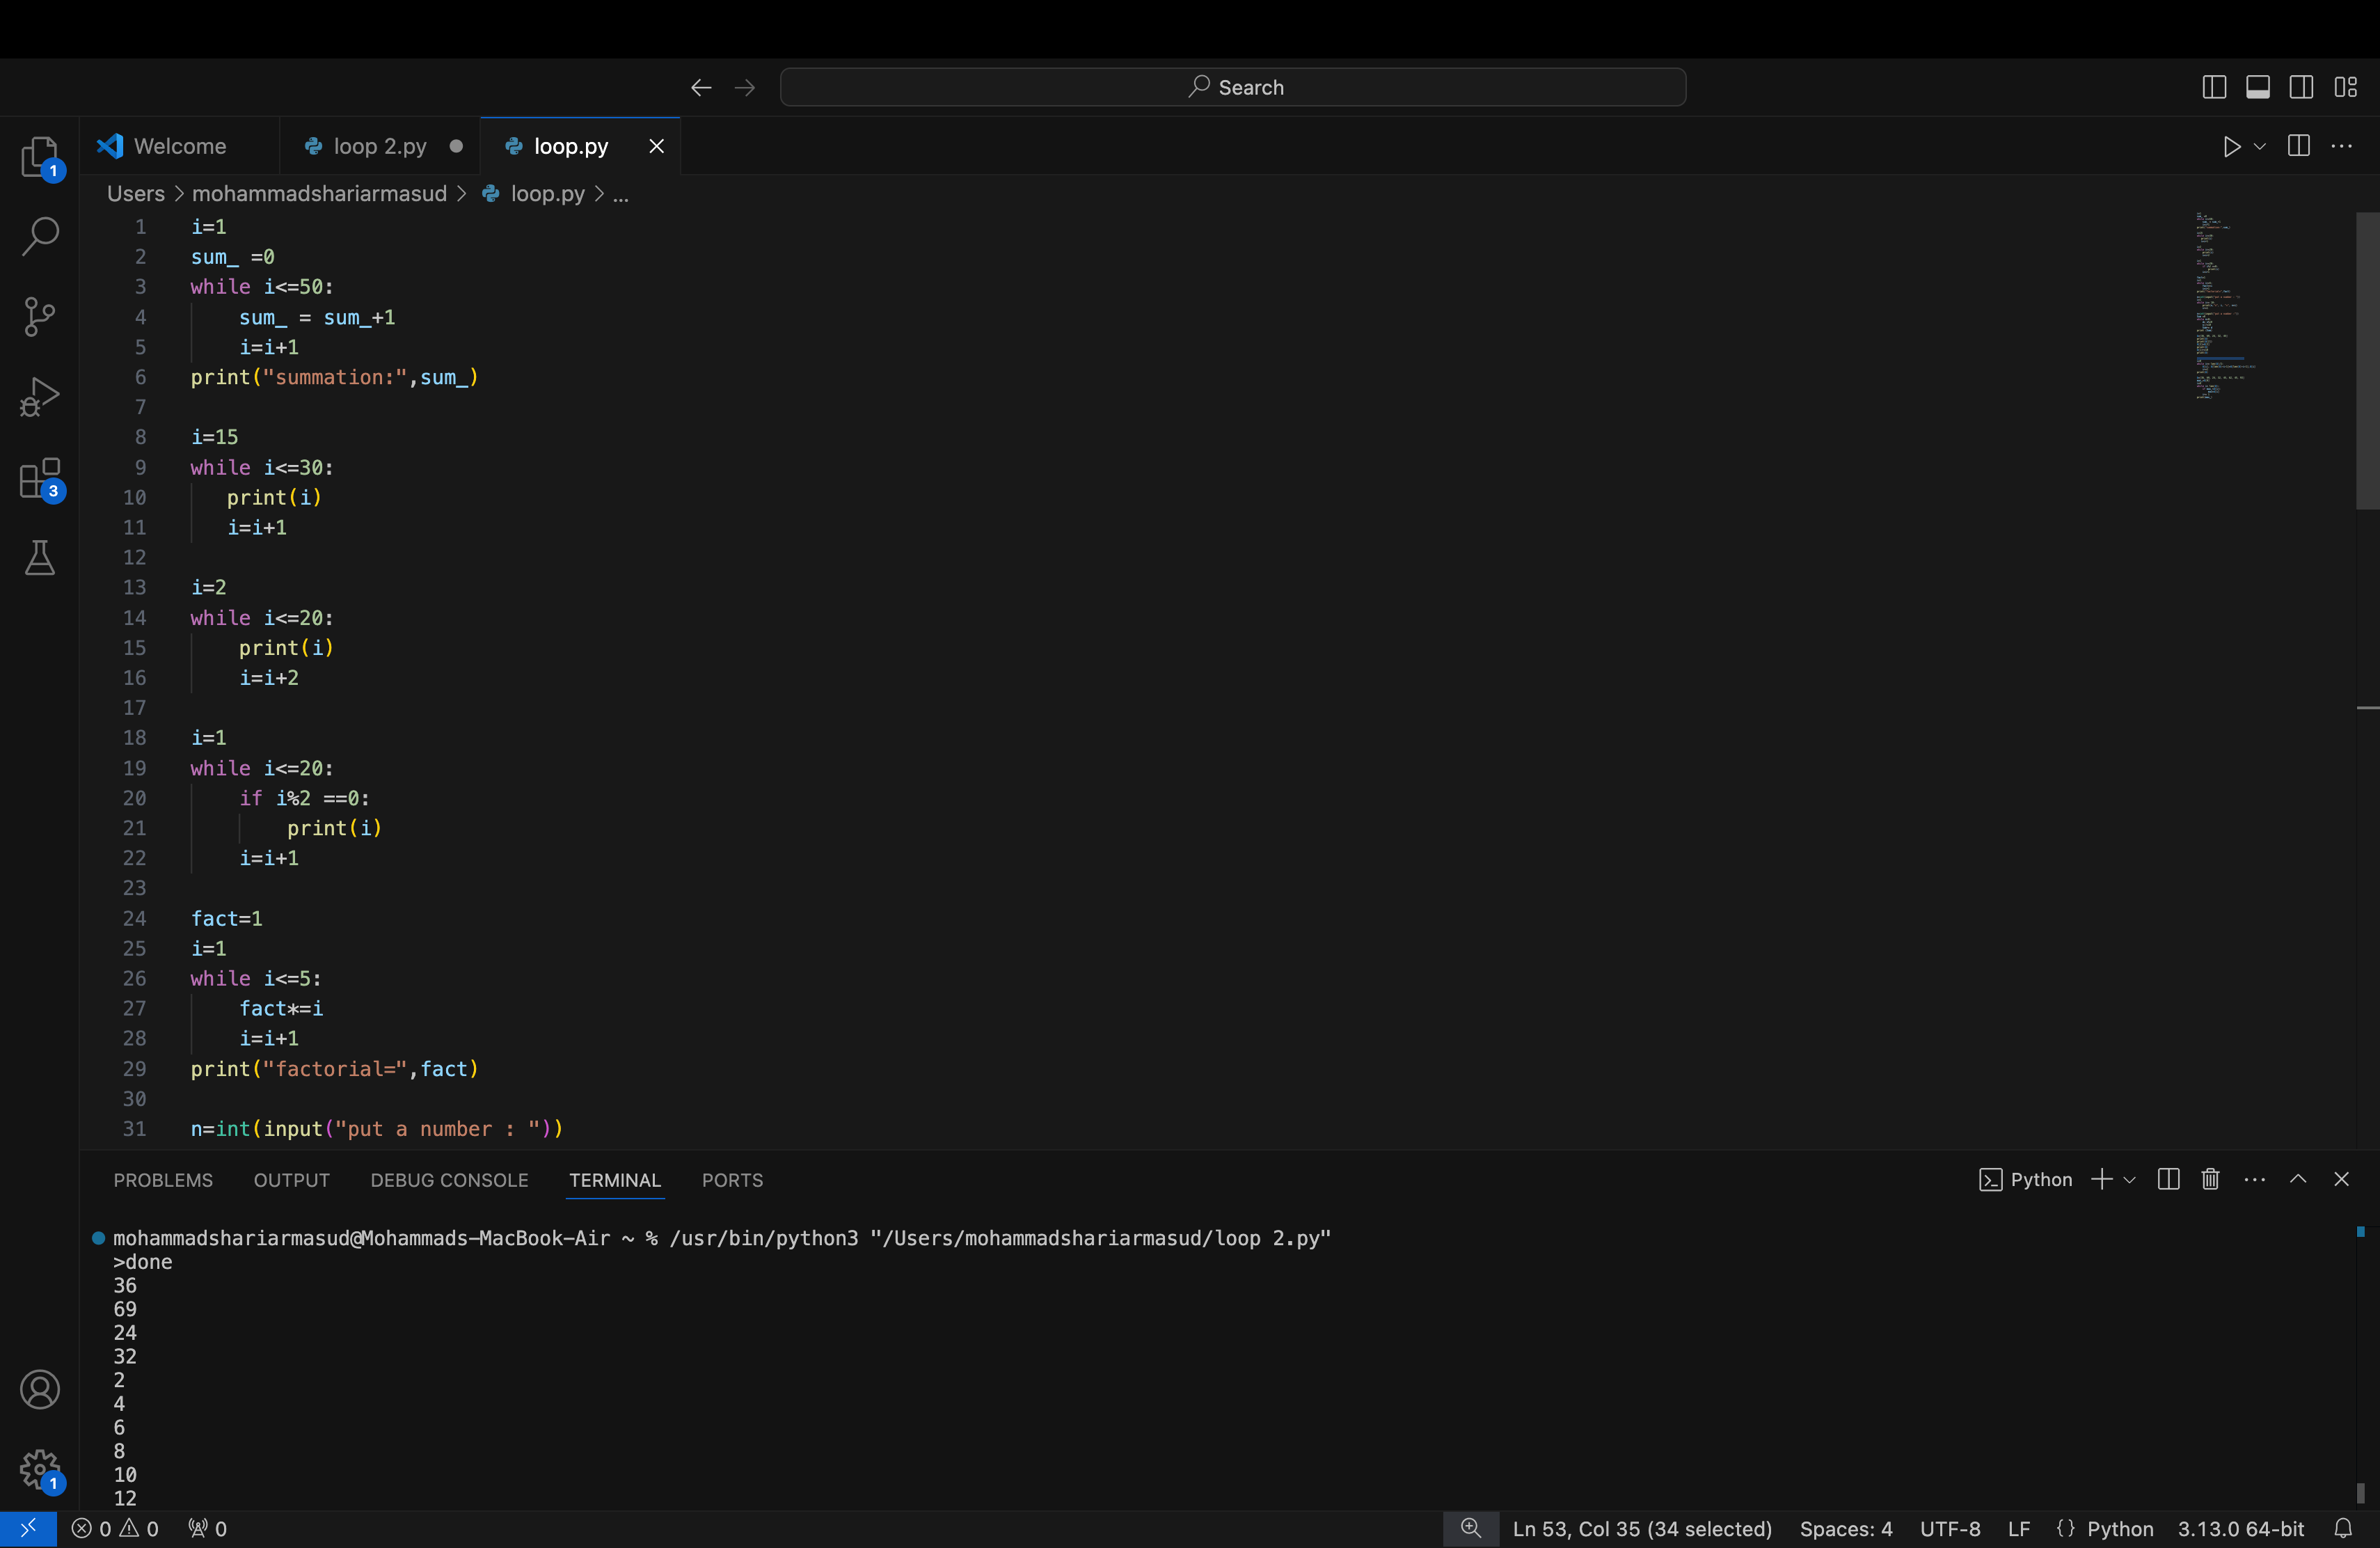 Search
Welcome
loop 2.py
loop.py
1
Users > mohammadshariarmasud > loop.py > ...
1 i=1
2 sum_ =0
3 while i<=50:
4     sum_ = sum_+1
5     i=i+1
6 print("summation:",sum_)
7
8 i=15
9 while i<=30:
10    print(i)
11    i=i+1
12
13 i=2
14 while i<=20:
15     print(i)
16     i=i+2
17
18 i=1
19 while i<=20:
20     if i%2 ==0:
21         print(i)
22     i=i+1
23
24 fact=1
25 i=1
26 while i<=5:
27     fact*=i
28     i=i+1
29 print("factorial=",fact)
30
31 n=int(input("put a number : "))
3
PROBLEMS OUTPUT DEBUG CONSOLE TERMINAL PORTS
Python
mohammadshariarmasud@Mohammads-MacBook-Air ~ % /usr/bin/python3 "/Users/mohammadshariarmasud/loop 2.py"
>done
36
69
24
32
2
4
6
8
10
12
1
0 0 0
Ln 53, Col 35 (34 selected) Spaces: 4 UTF-8 LF {} Python 3.13.0 64-bit